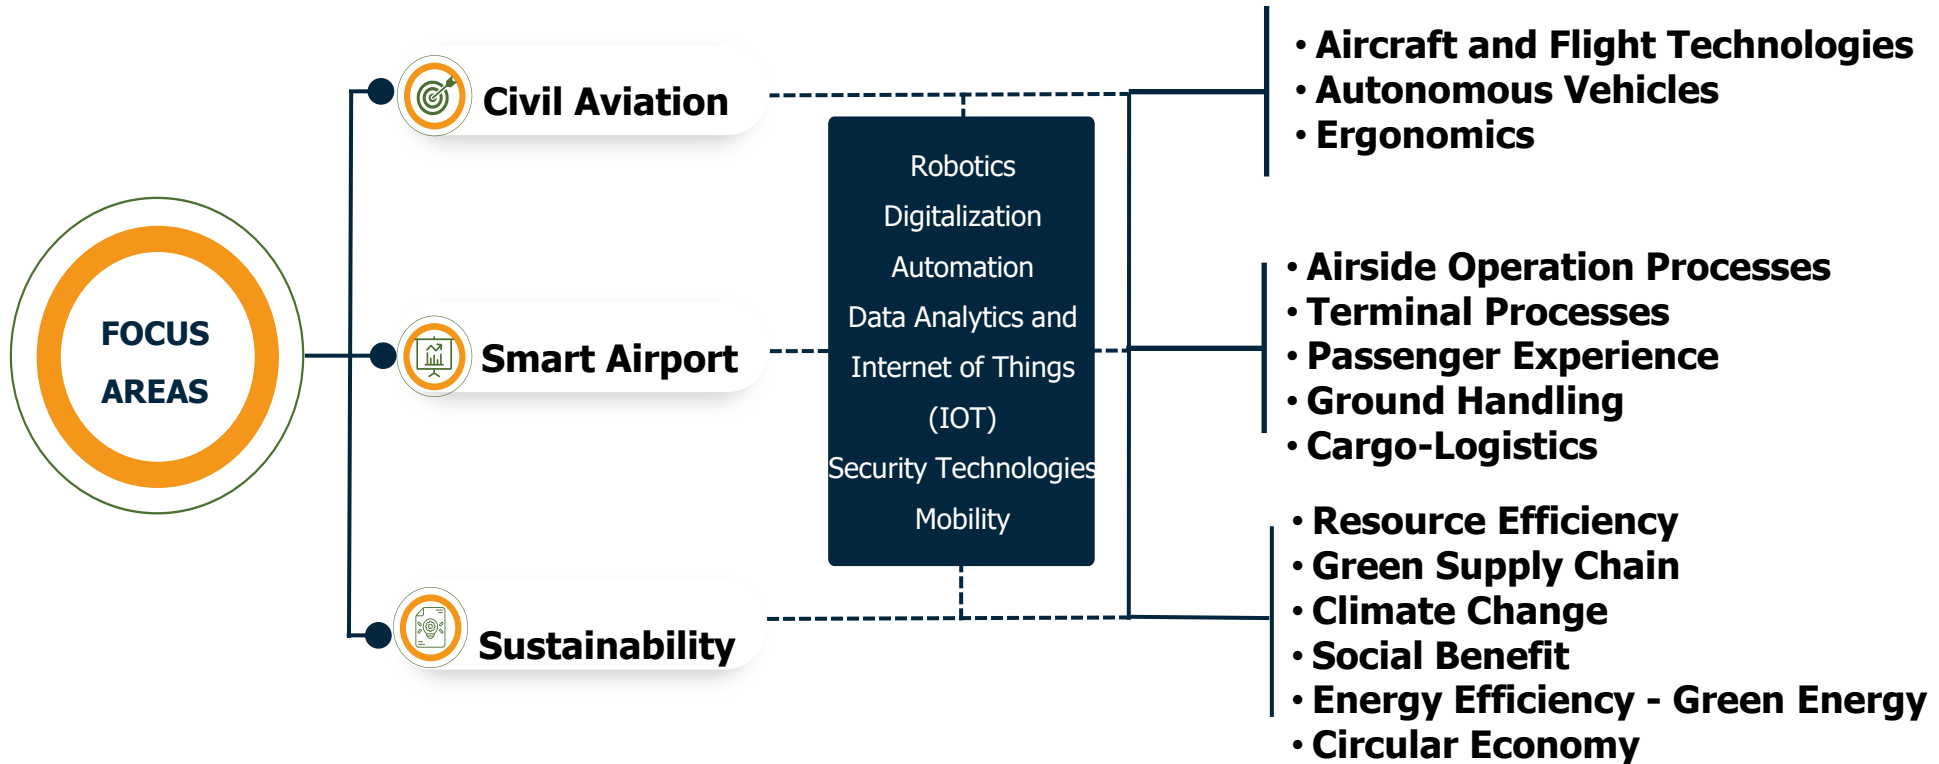 FOCUS
AREAS
Civil Aviation
Smart Airport
Sustainability
Robotics
Digitalization
Automation
Data Analytics and
Internet of Things
(IOT)
Security Technologies
Mobility
• Aircraft and Flight Technologies
• Autonomous Vehicles
• Ergonomics
• Airside Operation Processes
• Terminal Processes
• Passenger Experience
• Ground Handling
• Cargo-Logistics
• Resource Efficiency
• Green Supply Chain
• Climate Change
• Social Benefit
• Energy Efficiency - Green Energy
• Circular Economy